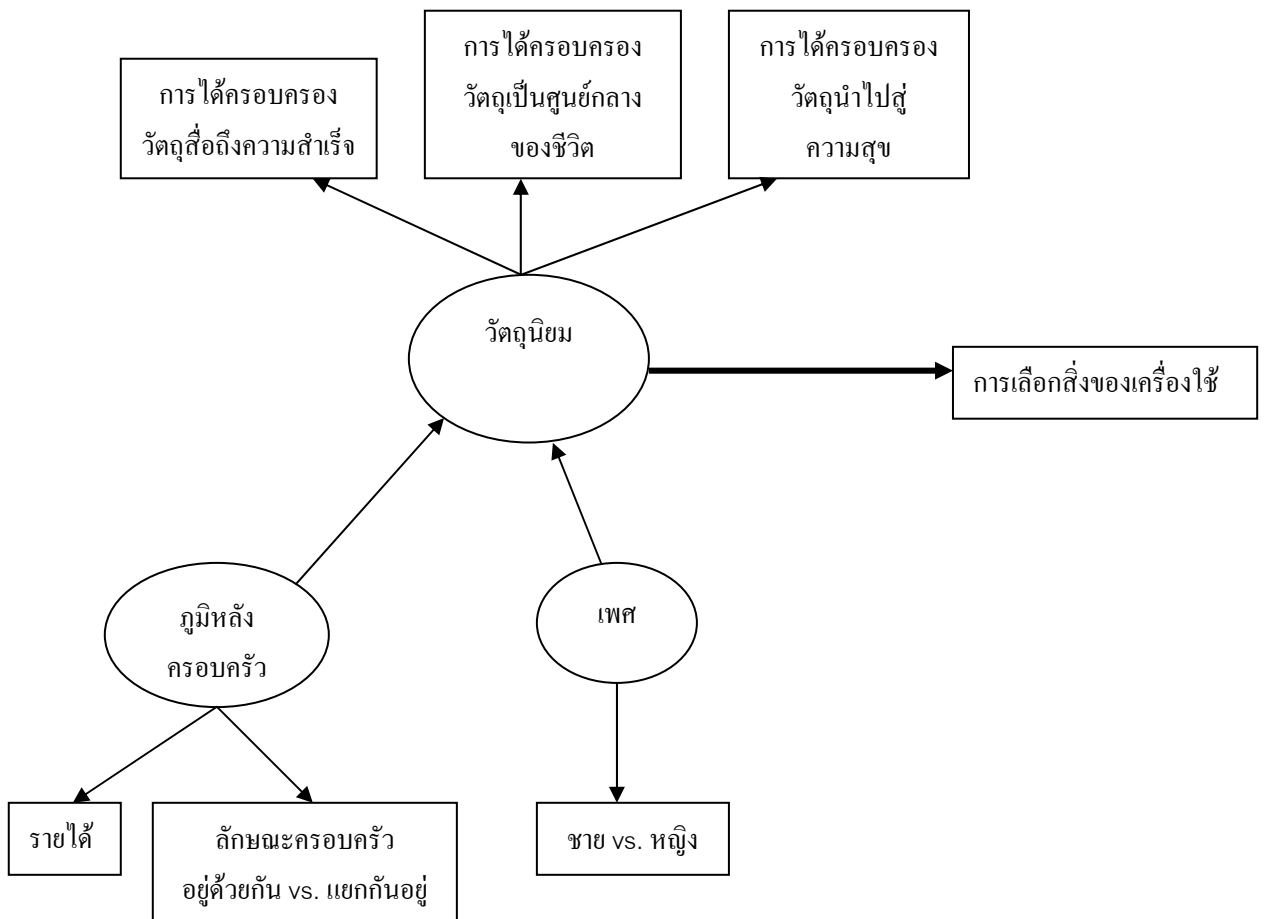 การได้ครอบครอง
วัตถุสื่อถึงความสำเร็จ
การได้ครอบครอง
วัตถุเป็นศูนย์กลาง
ของชีวิต
การได้ครอบครอง
วัตถุนำไปสู่
ความสุข
วัตถุนิยม
การเลือกสิ่งของเครื่องใช้
ภูมิหลัง
ครอบครัว
เพศ
รายได้
ลักษณะครอบครัว
อยู่ด้วยกัน vs. แยกกันอยู่
ชาย vs. หญิง